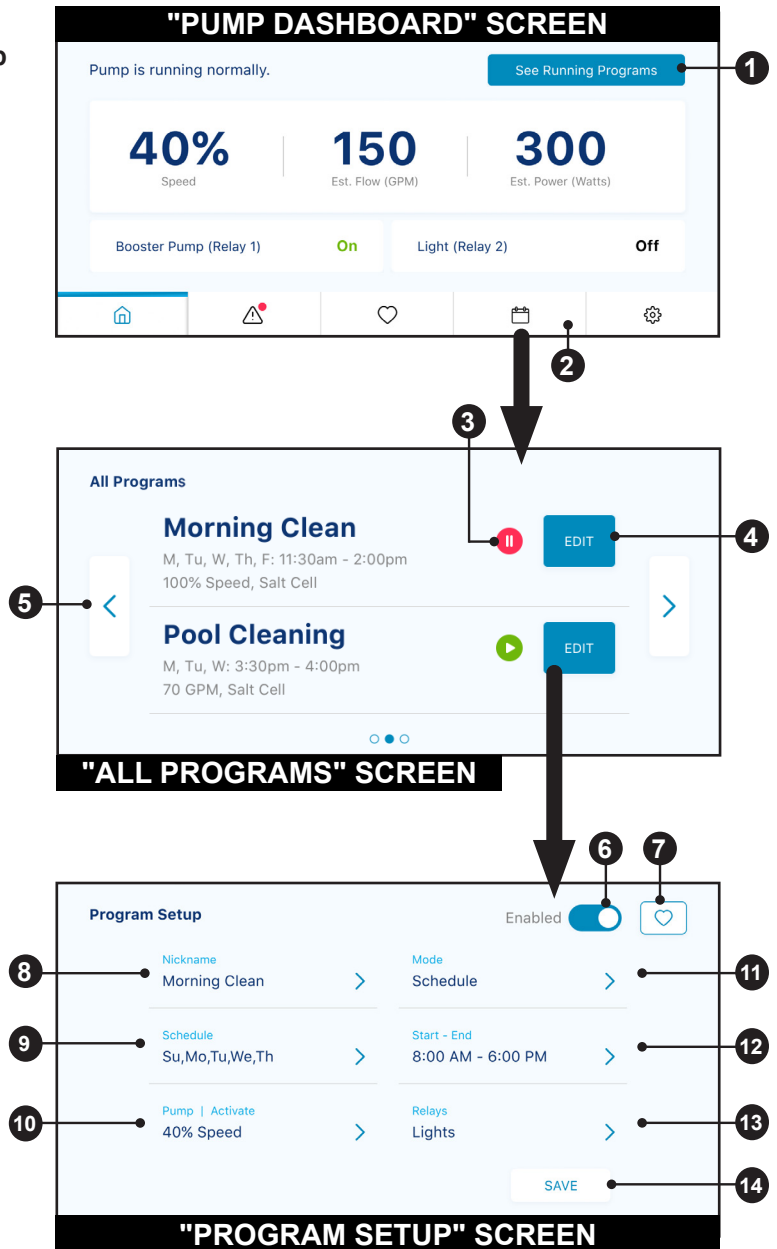 "PUMP DASHBOARD" SCREEN
Pump is running normally.
See Running Programs
1
40%
150
300
Speed
Est. Flow (GPM)
Est. Power (Watts)
Booster Pump (Relay 1)
On
Light (Relay 2)
Off
2
3
All Programs
Morning Clean
EDIT
4
M, Tu, W, Th, F: 11:30am - 2:00pm
100% Speed, Salt Cell
5
Pool Cleaning
EDIT
M, Tu, W: 3:30pm - 4:00pm
70 GPM, Salt Cell
"ALL PROGRAMS" SCREEN
6
7
Program Setup
Enabled
8
Nickname
Morning Clean
Mode
Schedule
11
9
Schedule
Su,Mo,Tu,We,Th
Start - End
8:00 AM - 6:00 PM
12
10
Pump | Activate
40% Speed
Relays
Lights
13
SAVE
14
"PROGRAM SETUP" SCREEN